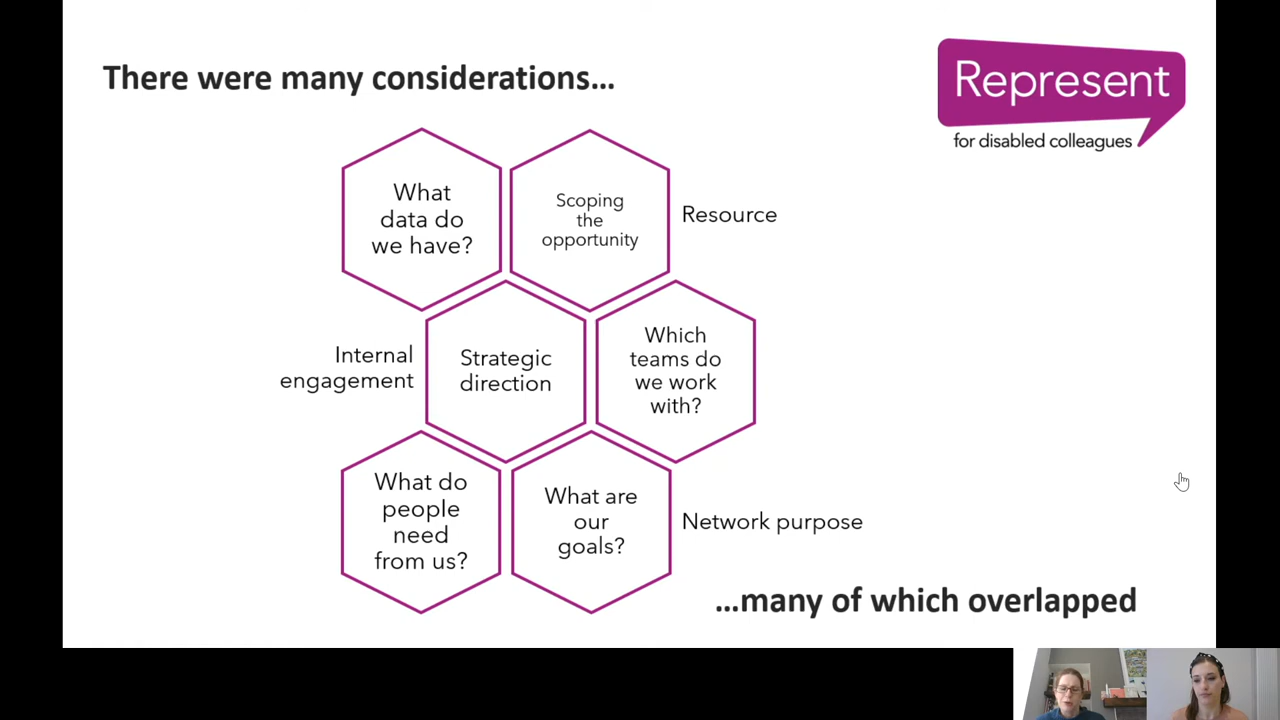 There were many considerations...
Represent
for disabled colleagues
What
data do
we have?
Scoping
the
opportunity
Resource
Internal
engagement
Strategic
direction
Which
teams do
we work
with?
What do
people
need
from us?
What are
our
goals?
Network purpose
...many of which overlapped